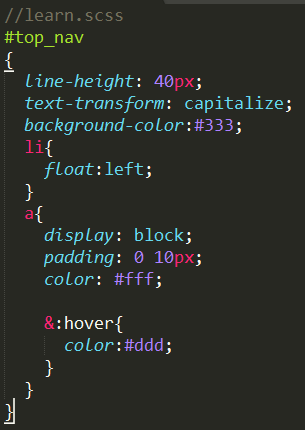 //learn.scss
#top_nav
{
  line-height: 40px;
  text-transform: capitalize;
  background-color:#333;
  li{
    float:left;
  }
  a{
    display: block;
    padding: 0 10px;
    color: #fff;

    &:hover{
      color:#ddd;
    }
  }
}